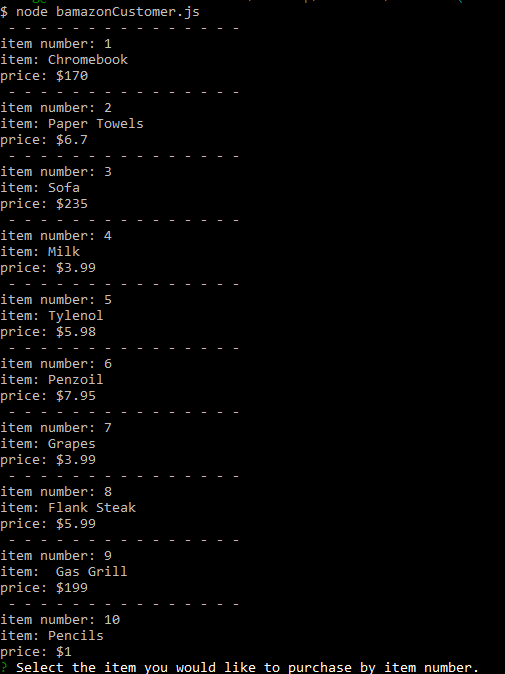 $ node bamazonCustomer.js
- - - - - - - - - - - - - - -
item number: 1
item: Chromebook
price: $170
- - - - - - - - - - - - - - -
item number: 2
item: Paper Towels
price: $6.7
- - - - - - - - - - - - - - -
item number: 3
item: Sofa
price: $235
- - - - - - - - - - - - - - -
item number: 4
item: Milk
price: $3.99
- - - - - - - - - - - - - - -
item number: 5
item: Tylenol
price: $5.98
- - - - - - - - - - - - - - -
item number: 6
item: Penzoil
price: $7.95
- - - - - - - - - - - - - - -
item number: 7
item: Grapes
price: $3.99
- - - - - - - - - - - - - - -
item number: 8
item: Flank Steak
price: $5.99
- - - - - - - - - - - - - - -
item number: 9
item:  Gas Grill
price: $199
- - - - - - - - - - - - - - -
item number: 10
item: Pencils
price: $1
? Select the item you would like to purchase by item number.